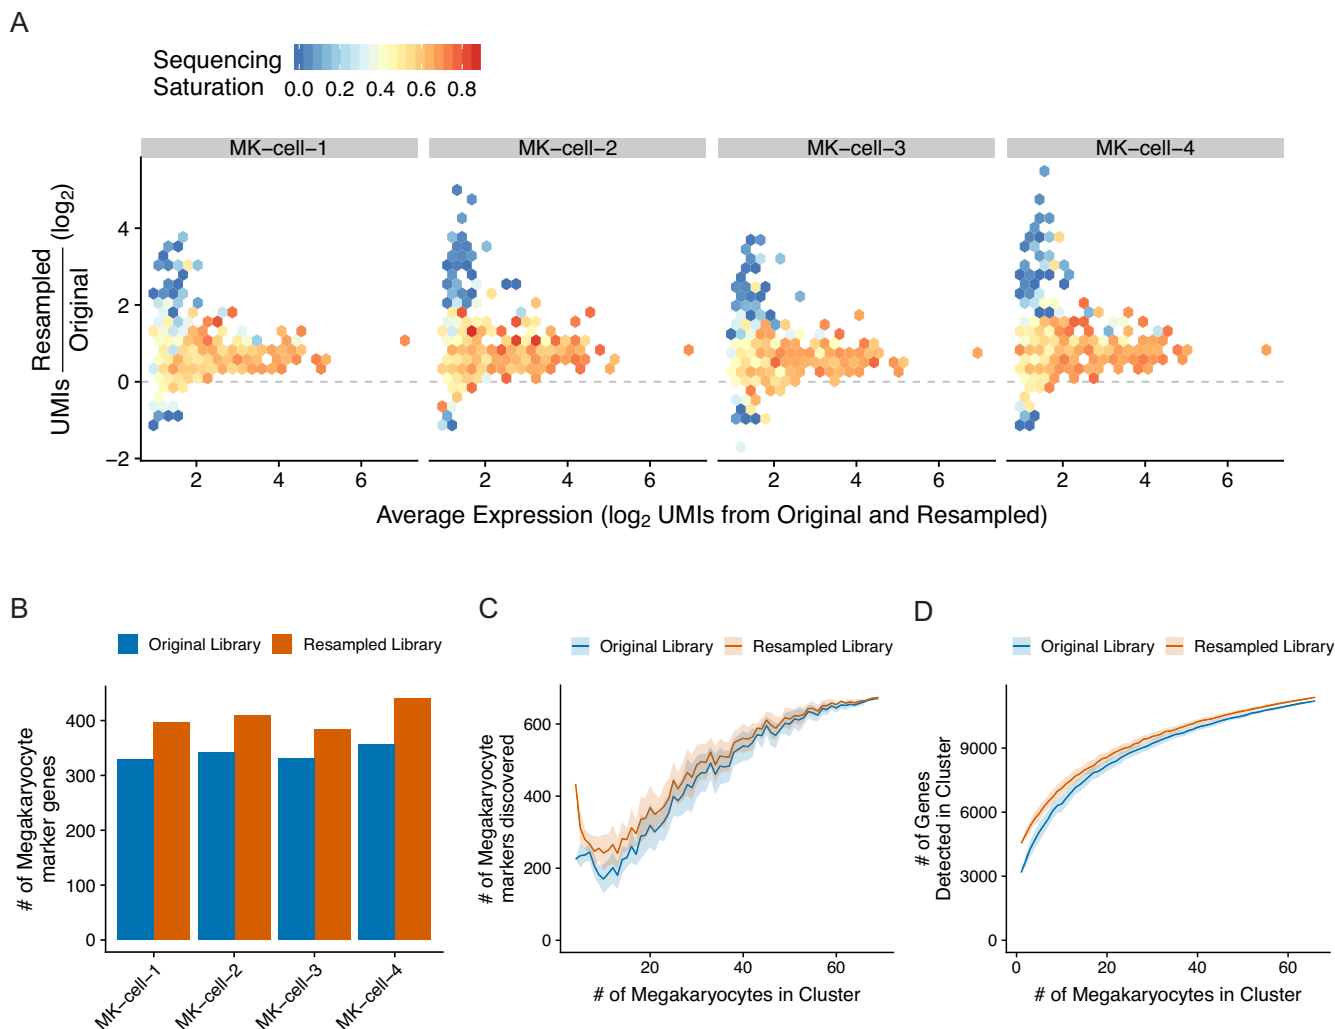 A
Sequencing
Saturation
0.0 0.2 0.4 0.6 0.8
MK−cell−1 MK−cell−2 MK−cell−3 MK−cell−4
UMIs Resampled / Original (log2)
4
2
0
−2
2 4 6 2 4 6 2 4 6 2 4 6
Average Expression (log2 UMIs from Original and Resampled)
B
Original Library Resampled Library
# of Megakaryocyte
marker genes
400
300
200
100
0
MK−cell−1 MK−cell−2 MK−cell−3 MK−cell−4
C
Original Library Resampled Library
# of Megakaryocyte
markers discovered
600
400
200
0
20 40 60
# of Megakaryocytes in Cluster
D
Original Library Resampled Library
# of Genes
Detected in Cluster
9000
6000
3000
0
0 20 40 60
# of Megakaryocytes in Cluster